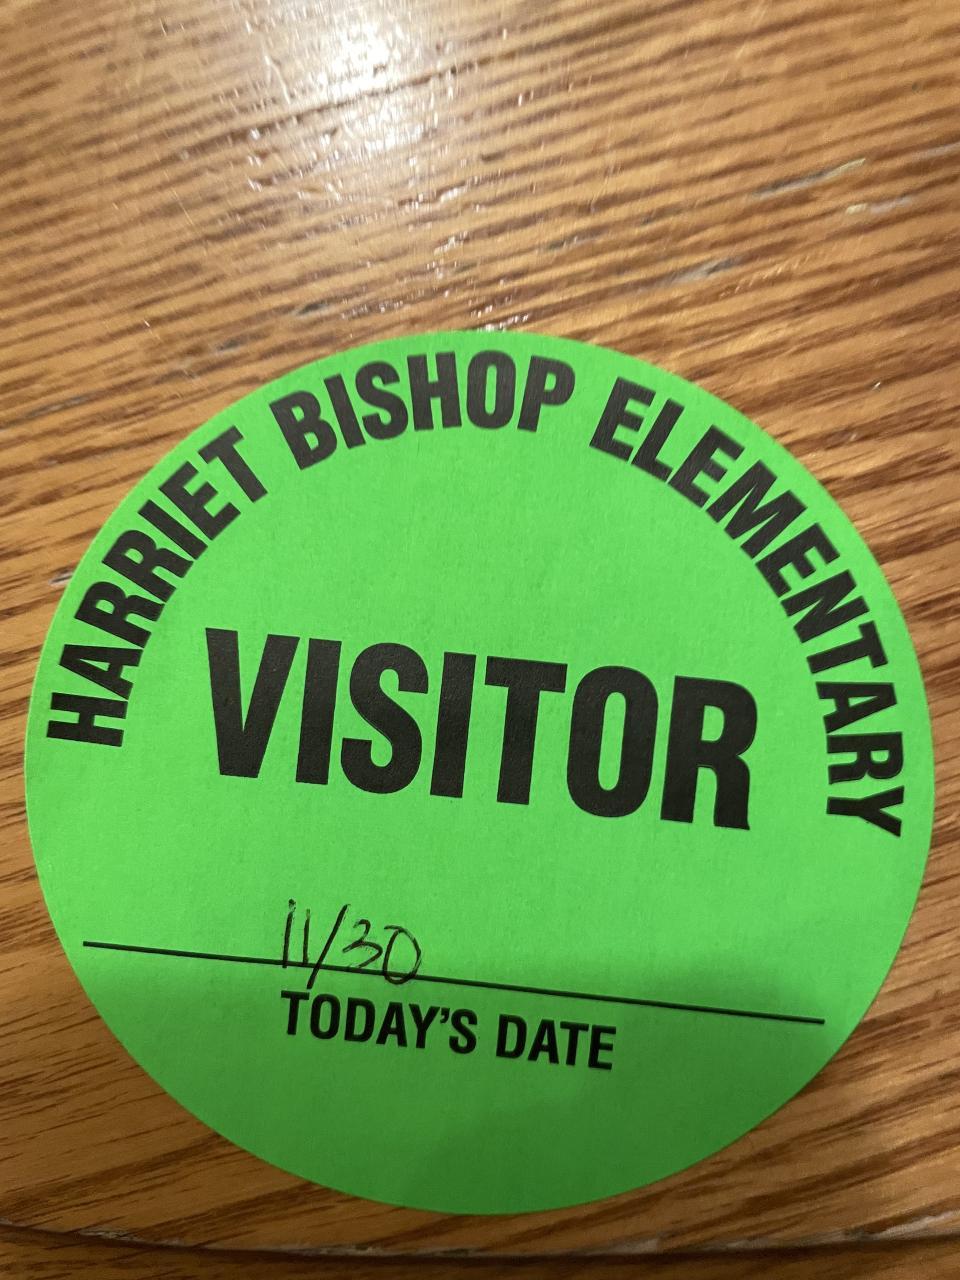 HARRIET BISHOP ELEMENTARY
VISITOR
11/30
TODAY'S DATE